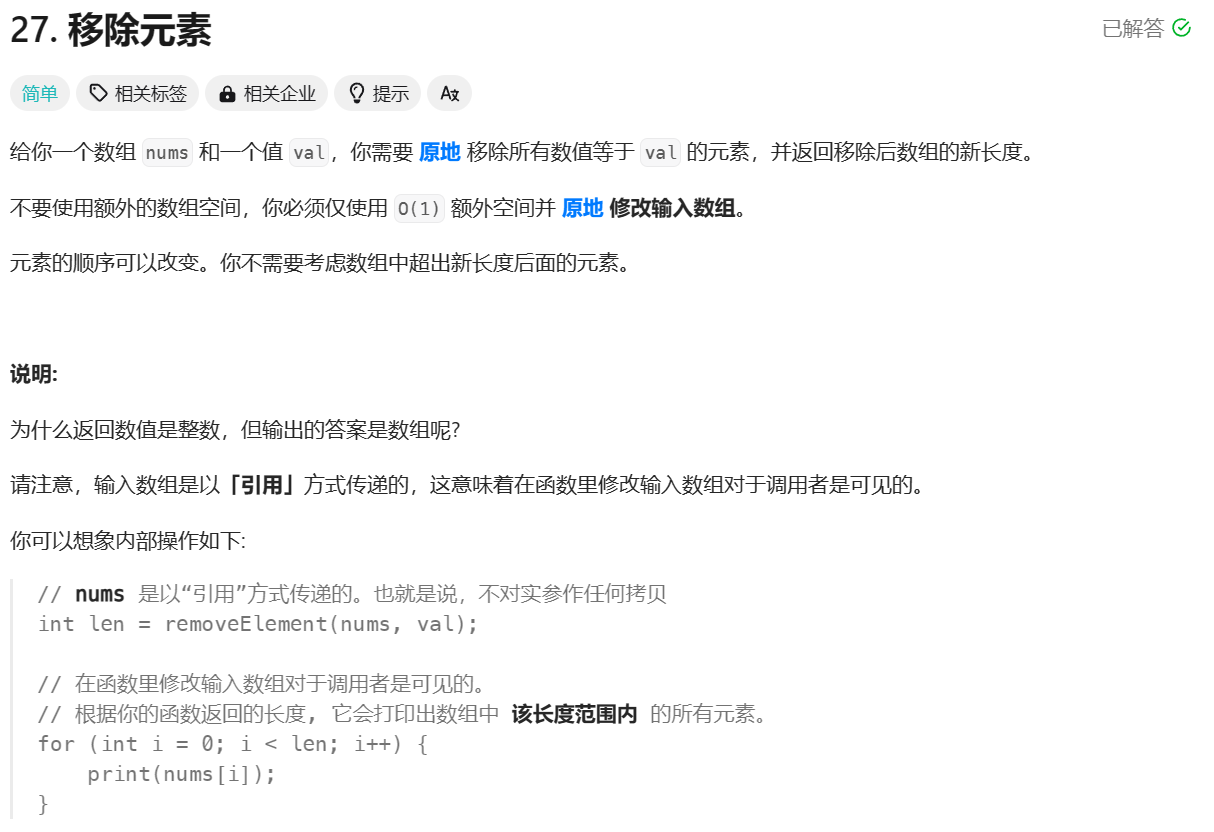 27. 移除元素
已解答
简单 相关标签 相关企业 提示 Az
给你一个数组 nums 和一个值 val，你需要 原地 移除所有数值等于 val 的元素，并返回移除后数组的新长度。
不要使用额外的数组空间，你必须仅使用 O(1) 额外空间并 原地 修改输入数组。
元素的顺序可以改变。你不需要考虑数组中超出新长度后面的元素。
说明:
为什么返回数值是整数，但输出的答案是数组呢?
请注意，输入数组是以「引用」方式传递的，这意味着在函数里修改输入数组对于调用者是可见的。
你可以想象内部操作如下:
// nums 是以“引用”方式传递的。也就是说，不对实参作任何拷贝
int len = removeElement(nums, val);
// 在函数里修改输入数组对于调用者是可见的。
// 根据你的函数返回的长度, 它会打印出数组中 该长度范围内 的所有元素。
for (int i = 0; i < len; i++) {
    print(nums[i]);
}